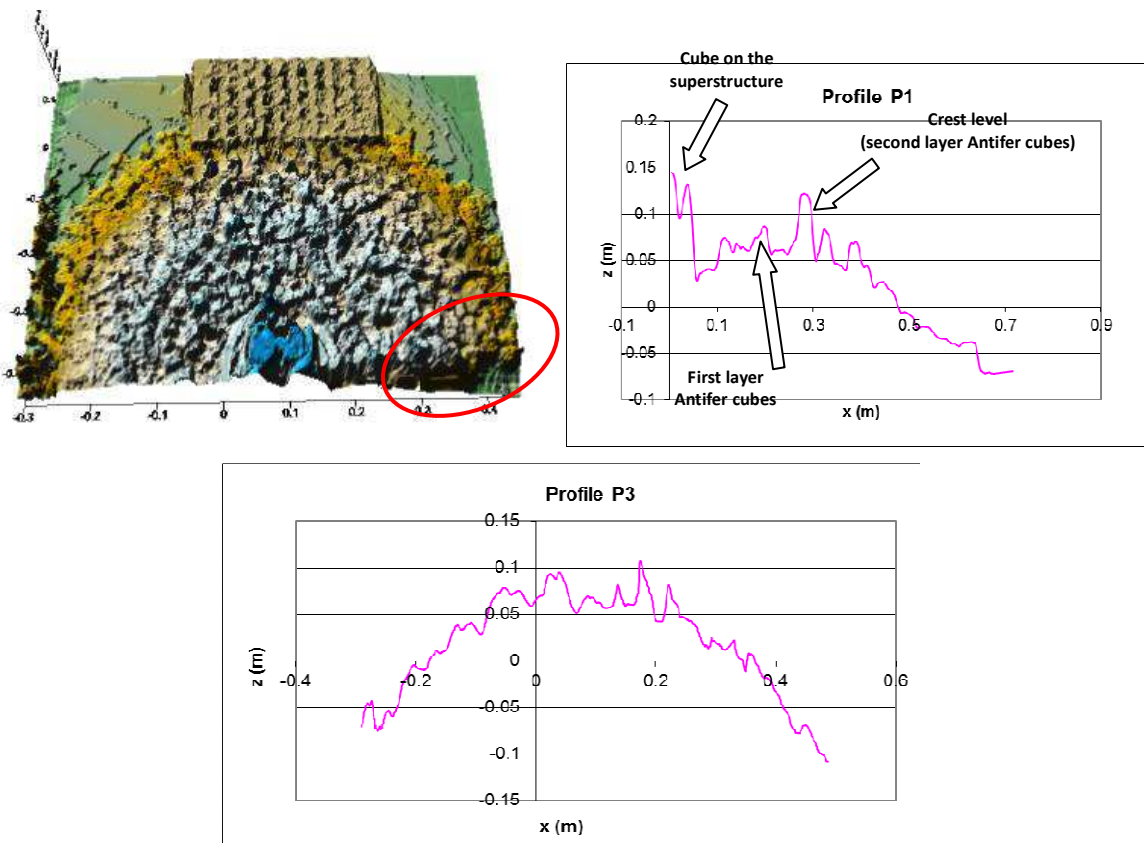 Cube on the
superstructure
Profile P1
Crest level
(second layer Antifer cubes)
0.2
0.15
0.1
0.05
0
-0.05
-0.1
z (m)
-0.1 0.1 0.3 0.5 0.7 0.9
First layer
Antifer cubes
x (m)
0
-0.3 -0.2 -0.1 0 0.1 0.2 0.3 0.4
Profile P3
0.15
0.1
0.05
0
-0.05
-0.1
-0.15
z (m)
-0.4 -0.2 0 0.2 0.4 0.6
x (m)